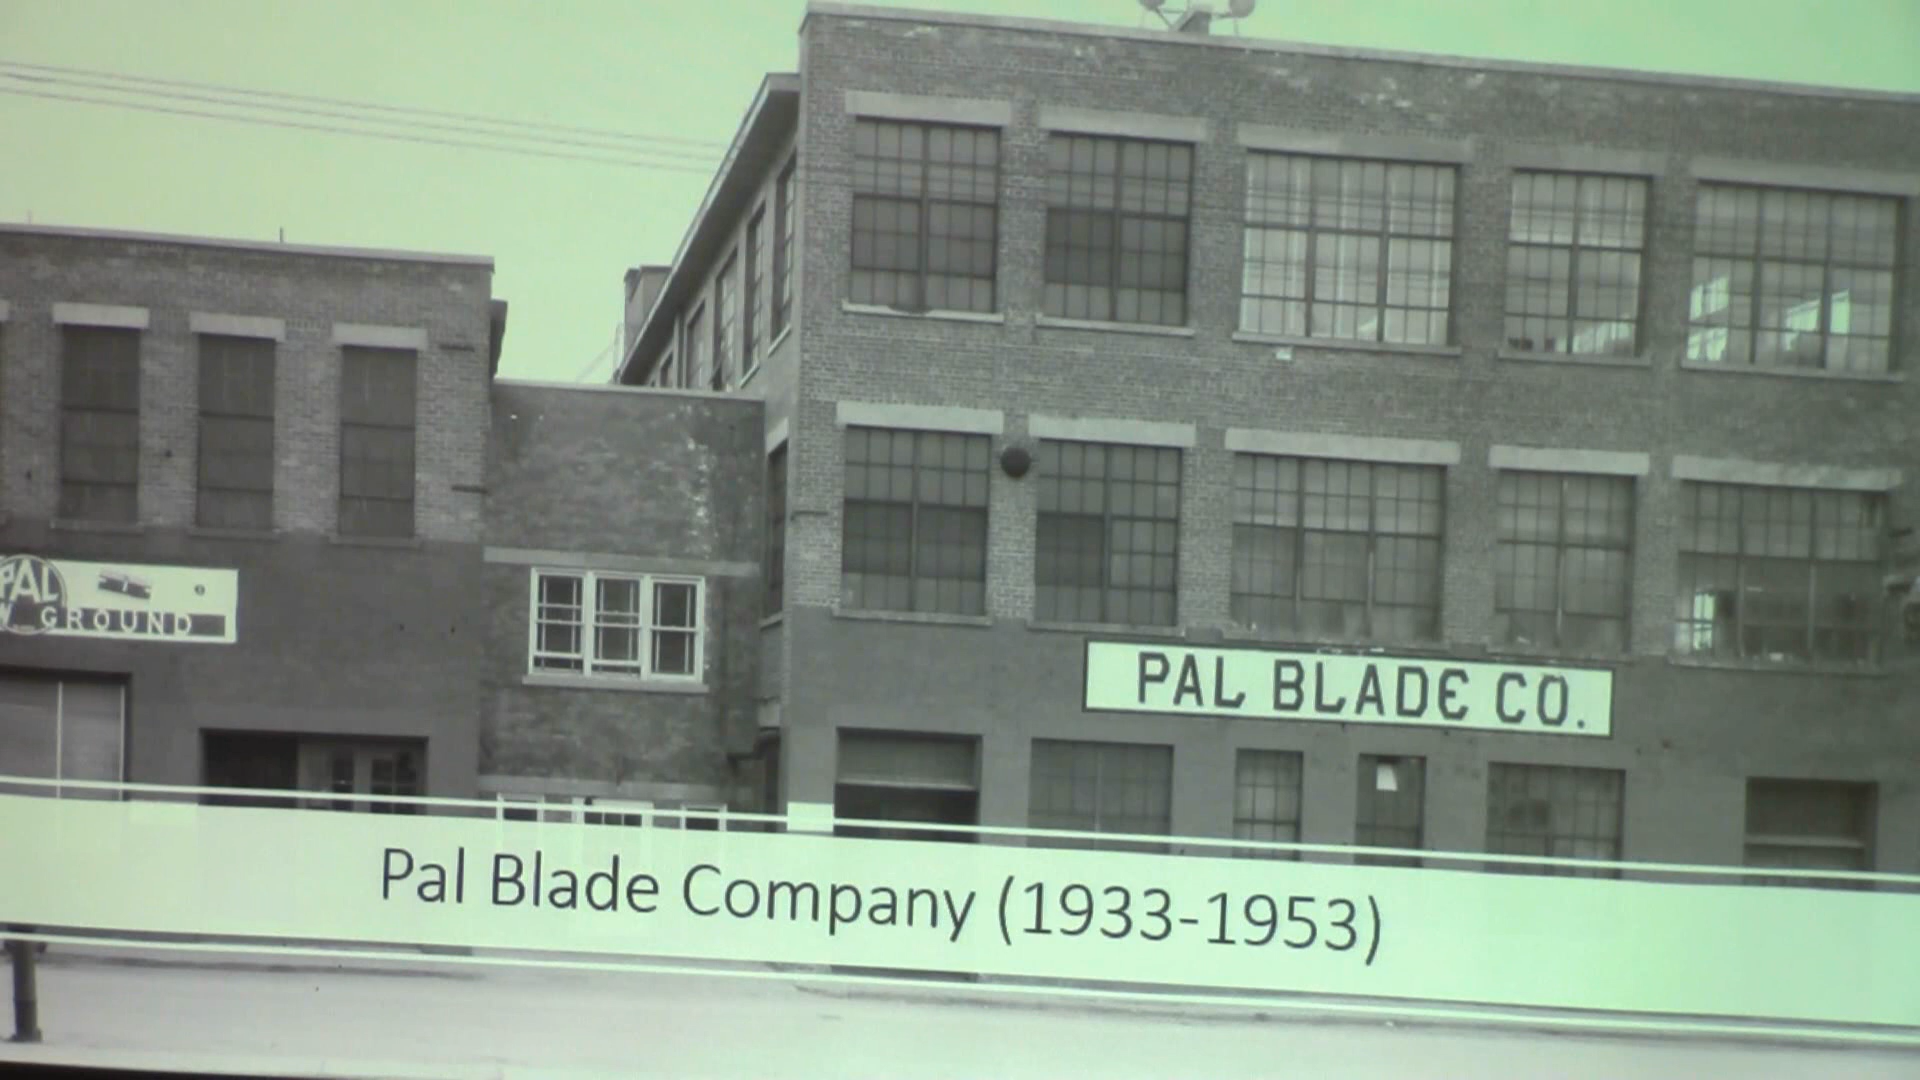 PAL
GROUND
PAL BLADE CO.
Pal Blade Company (1933-1953)